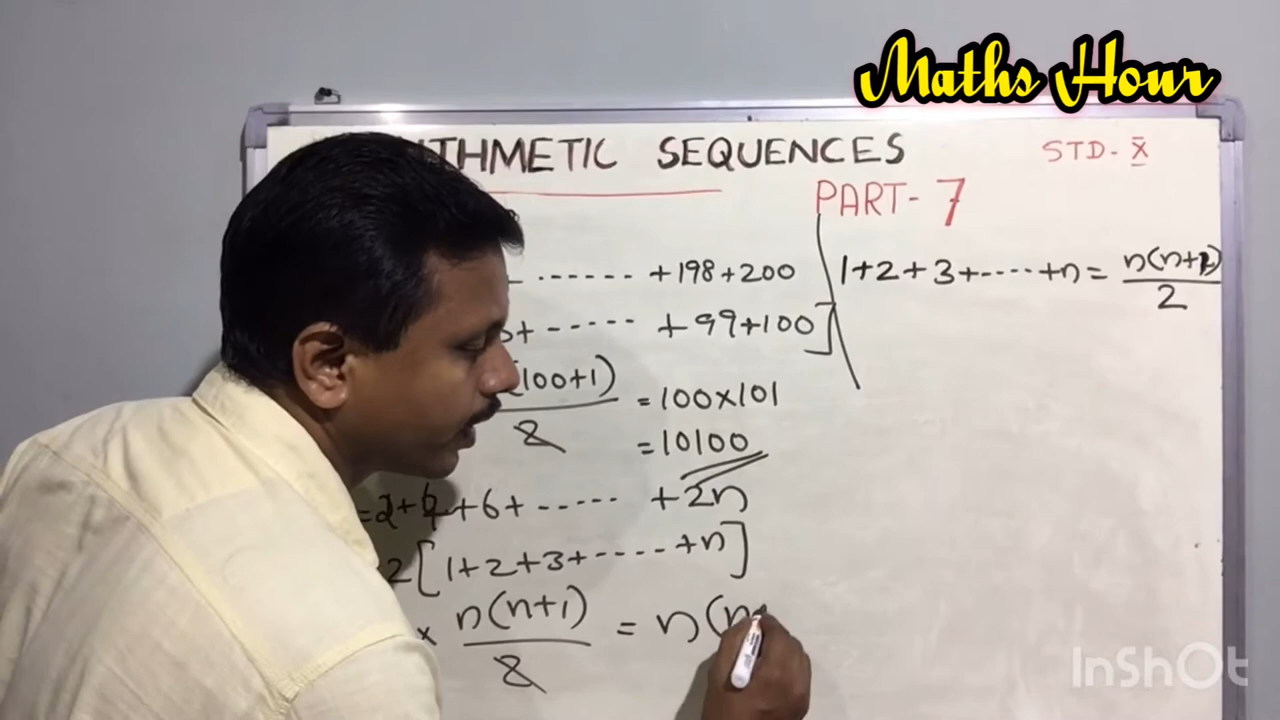 Maths Hour
THMETIC SEQUENCES
STD - X
PART - 7
...... + 198 + 200
1 + 2 + 3 + ..... + n = n(n+1) / 2
+ ...... + 99 + 100 ]
(100+1) / 2 = 100 × 101
= 10100
+ 6 + ...... + 2n
2 [ 1 + 2 + 3 + ..... + n ]
× n(n+1) / 2 = n(n
InShOt